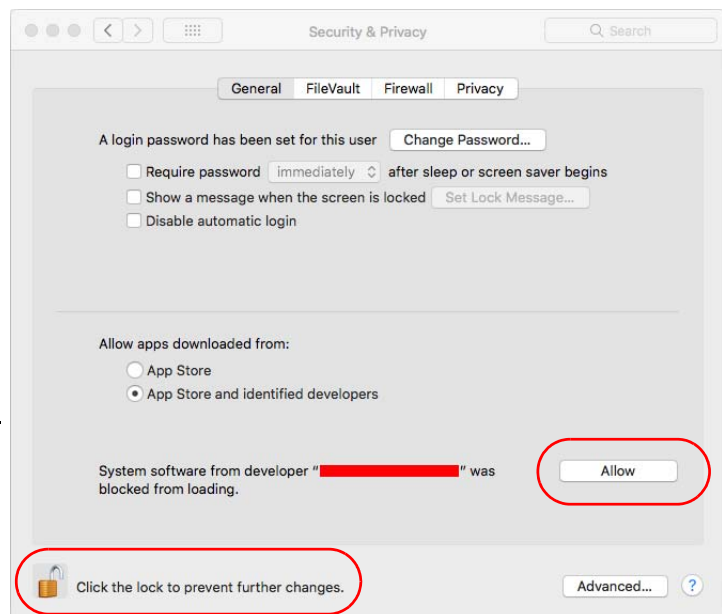 Security & Privacy
Search
General FileVault Firewall Privacy
A login password has been set for this user Change Password...
Require password immediately after sleep or screen saver begins
Show a message when the screen is locked Set Lock Message...
Disable automatic login
Allow apps downloaded from:
App Store
App Store and identified developers
System software from developer “ ” was
blocked from loading.
Allow
Click the lock to prevent further changes.
Advanced... ?